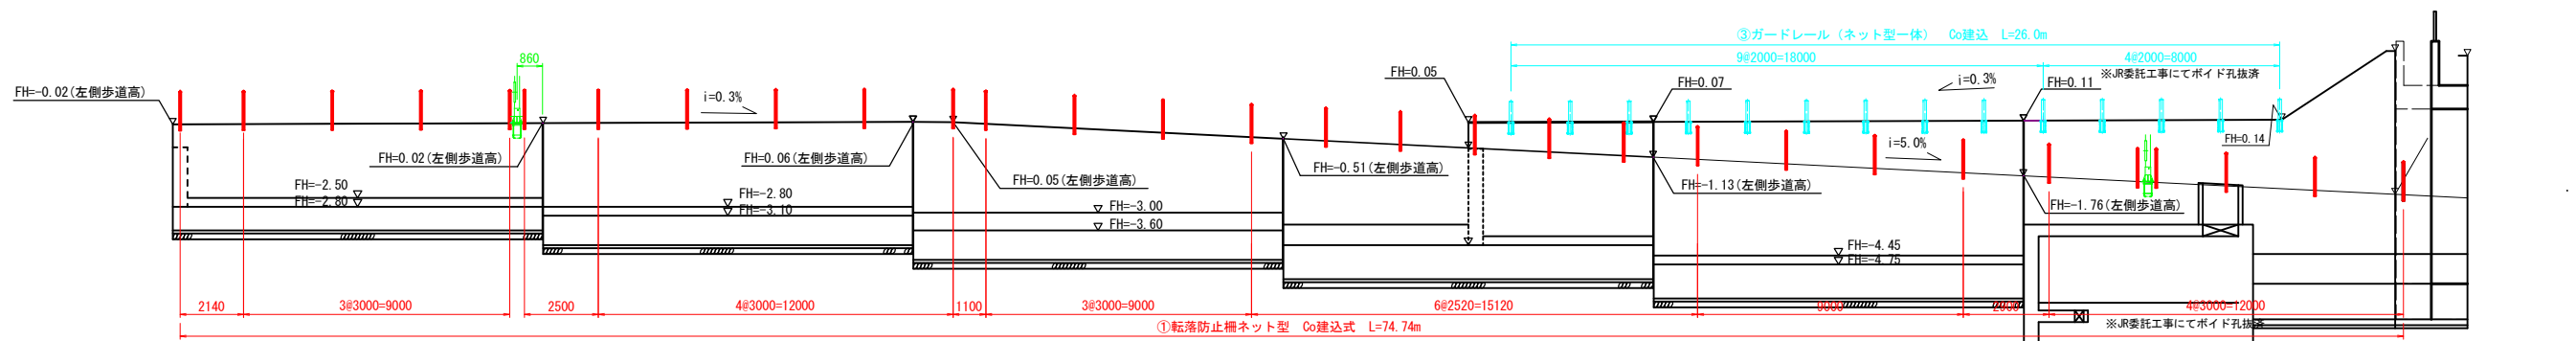 ③ガードレール（ネット型一体） Co建込 L=26.0m
860
9@2000=18000
4@2000=8000
※JR委託工事にてボイド孔抜済
FH=0.05
FH=0.07
i=0.3%
FH=0.11
FH=-0.02(左側歩道高)
i=0.3%
FH=0.14
i=5.0%
FH=0.02(左側歩道高)
FH=0.06(左側歩道高)
FH=0.05(左側歩道高)
FH=-0.51(左側歩道高)
FH=-1.13(左側歩道高)
FH=-1.76(左側歩道高)
FH=-2.50
FH=-2.80
FH=-2.80
FH=-3.10
FH=-3.00
FH=-3.60
FH=-4.45
FH=-4.75
2140
3@3000=9000
2500
4@3000=12000
1100
3@3000=9000
6@2520=15120
4@3000=12000
①転落防止柵ネット型 Co建込式 L=74.74m
※JR委託工事にてボイド孔抜済